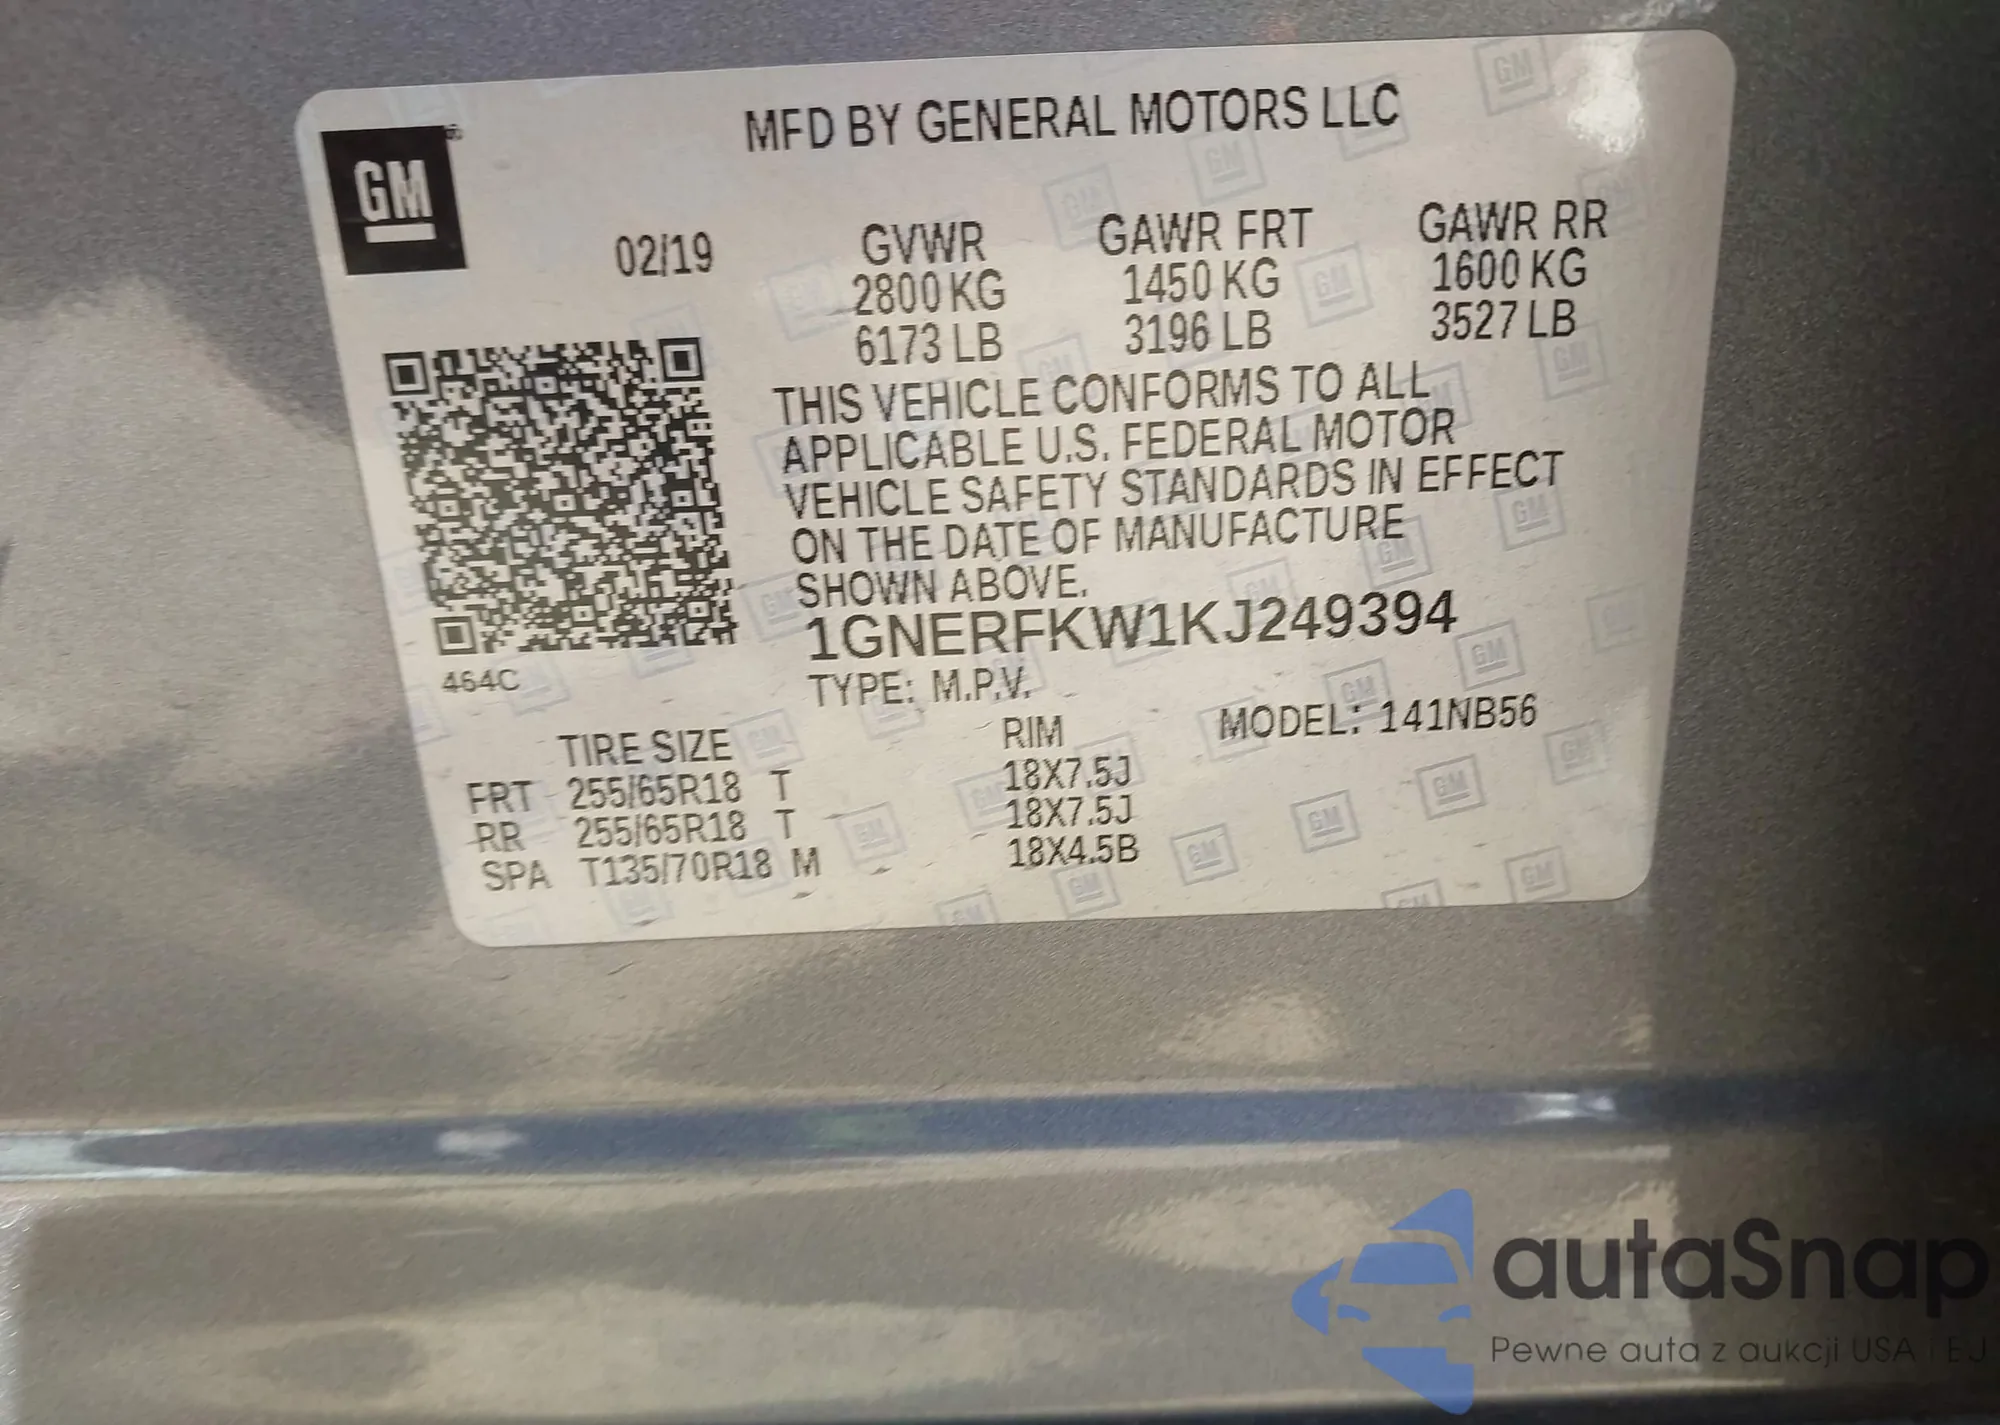 MFD BY GENERAL MOTORS LLC
GM
02/19
GVWR GAWR FRT GAWR RR
2800 KG 1450 KG 1600 KG
6173 LB 3196 LB 3527 LB
THIS VEHICLE CONFORMS TO ALL
APPLICABLE U.S. FEDERAL MOTOR
VEHICLE SAFETY STANDARDS IN EFFECT
ON THE DATE OF MANUFACTURE
SHOWN ABOVE.
1GNERFKW1KJ249394
464C
TYPE: M.P.V.
MODEL: 141NB56
TIRE SIZE RIM
FRT 255/65R18 T 18X7.5J
RR 255/65R18 T 18X7.5J
SPA T135/70R18 M 18X4.5B
autaSnap
Pewne auta z aukcji USA i EJ